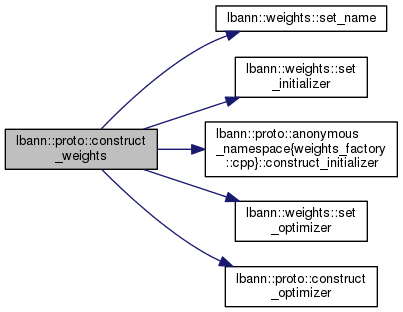 lbann::proto::construct
_weights
lbann::weights::set_name
lbann::weights::set
_initializer
lbann::proto::anonymous
_namespace{weights_factory
::cpp}::construct_initializer
lbann::weights::set
_optimizer
lbann::proto::construct
_optimizer